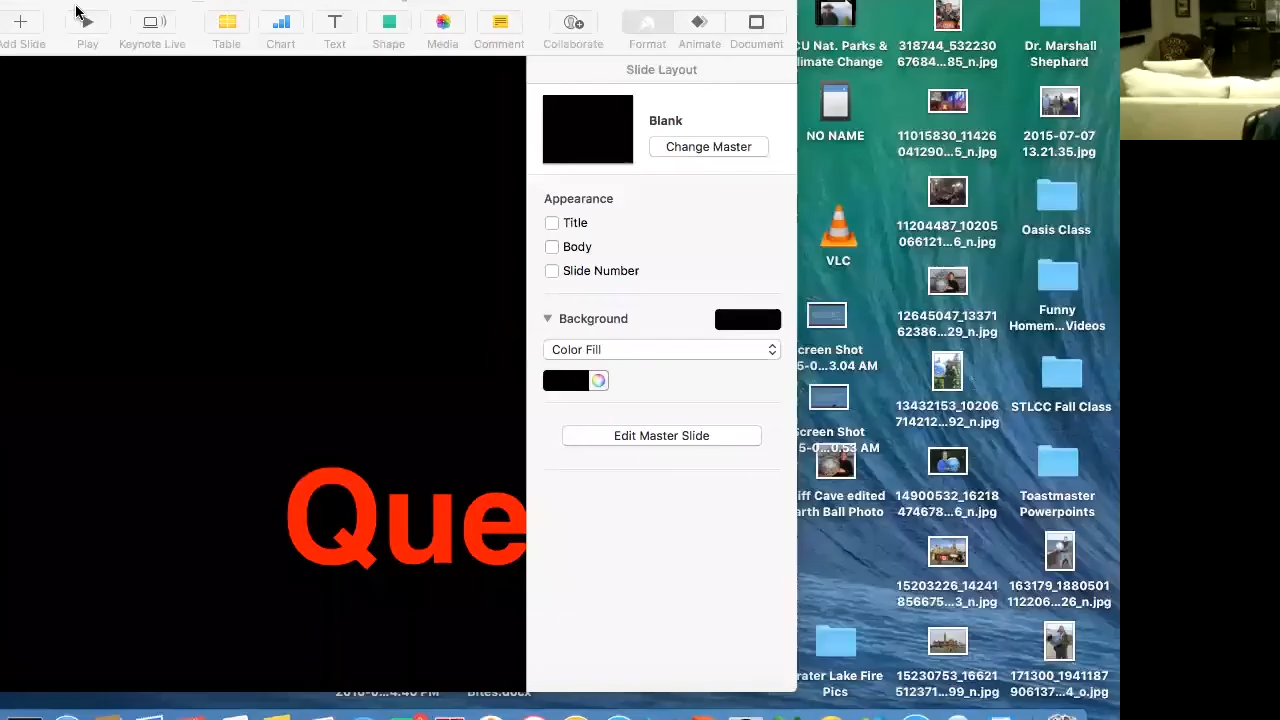 Add Slide
Play
Keynote Live
Table
Chart
Text
Shape
Media
Comment
Collaborate
Format
Animate
Document
Slide Layout
Blank
Change Master
Appearance
Title
Body
Slide Number
Background
Color Fill
Edit Master Slide
Que
CU Nat. Parks &
limate Change
NO NAME
VLC
creen Shot
5-0...3.04 AM
Screen Shot
5-0...0.53 AM
iff Cave edited
arth Ball Photo
rater Lake Fire
Pics
318744_532230
67684...85_n.jpg
11015830_11426
041290...5_n.jpg
11204487_10205
066121...6_n.jpg
12645047_13371
62386...29_n.jpg
13432153_10206
714212...92_n.jpg
14900532_16218
474678...6_n.jpg
15203226_14241
856675...3_n.jpg
15230753_16621
512371...99_n.jpg
Dr. Marshall
Shephard
2015-07-07
13.21.35.jpg
Oasis Class
Funny
Homem...Videos
STLCC Fall Class
Toastmaster
Powerpoints
163179_1880501
112206...26_n.jpg
171300_1941187
906137...4_o.jpg
Bites.docx